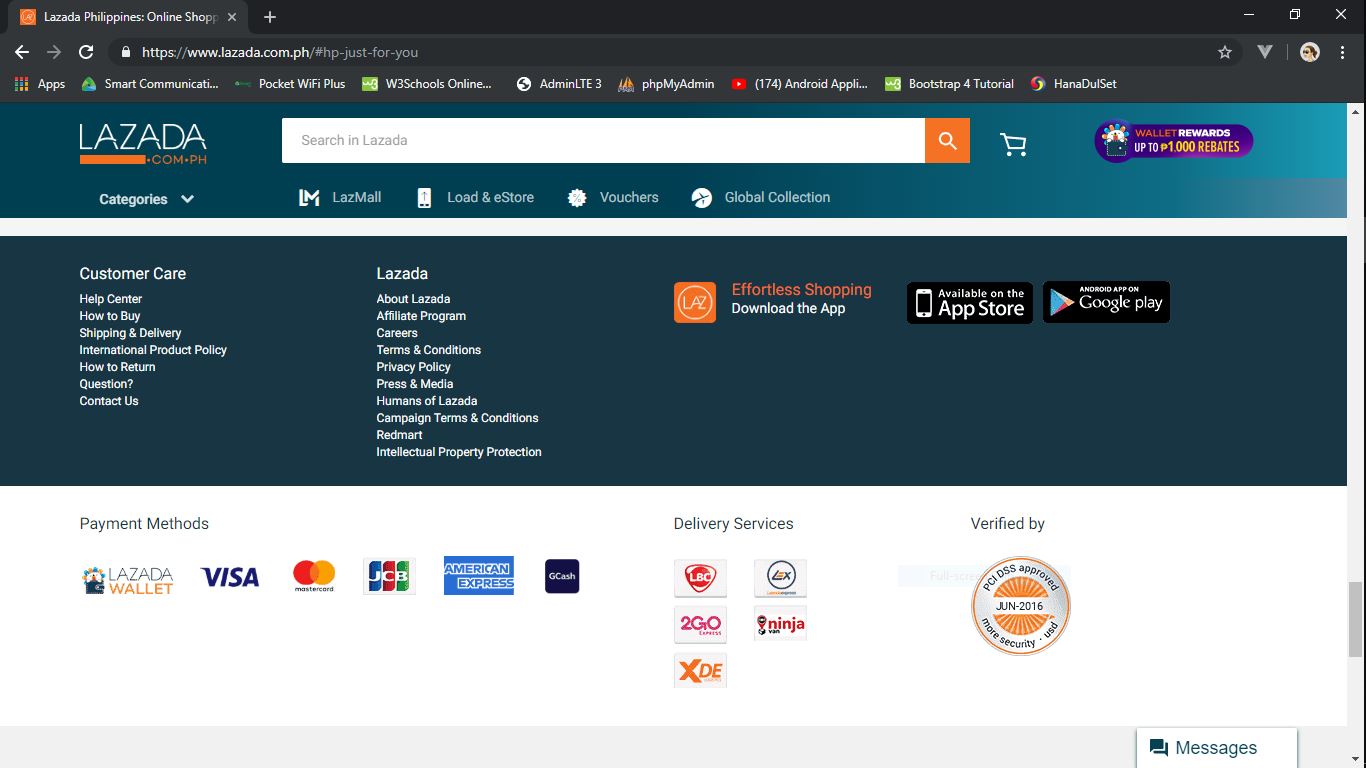 Lazada Philippines: Online Shopp
https://www.lazada.com.ph/#hp-just-for-you
Apps
Smart Communicati...
Pocket WiFi Plus
W3Schools Online...
AdminLTE 3
phpMyAdmin
(174) Android Appli...
Bootstrap 4 Tutorial
HanaDulSet
LAZADA
.COM.PH
Search in Lazada
WALLET REWARDS
UP TO ₱1,000 REBATES
Categories
LazMall
Load & eStore
Vouchers
Global Collection
Customer Care
Help Center
How to Buy
Shipping & Delivery
International Product Policy
How to Return
Question?
Contact Us
Lazada
About Lazada
Affiliate Program
Careers
Terms & Conditions
Privacy Policy
Press & Media
Humans of Lazada
Campaign Terms & Conditions
Redmart
Intellectual Property Protection
LAZ
Effortless Shopping
Download the App
Available on the
App Store
ANDROID APP ON
Google play
Payment Methods
LAZADA
WALLET
VISA
mastercard
JCB
AMERICAN
EXPRESS
GCash
Delivery Services
LBC
LEX
2GO
EXPRESS
ninja
van
XDE
Verified by
Full-scre
PCI DSS approved
JUN-2016
more security · usd
Messages